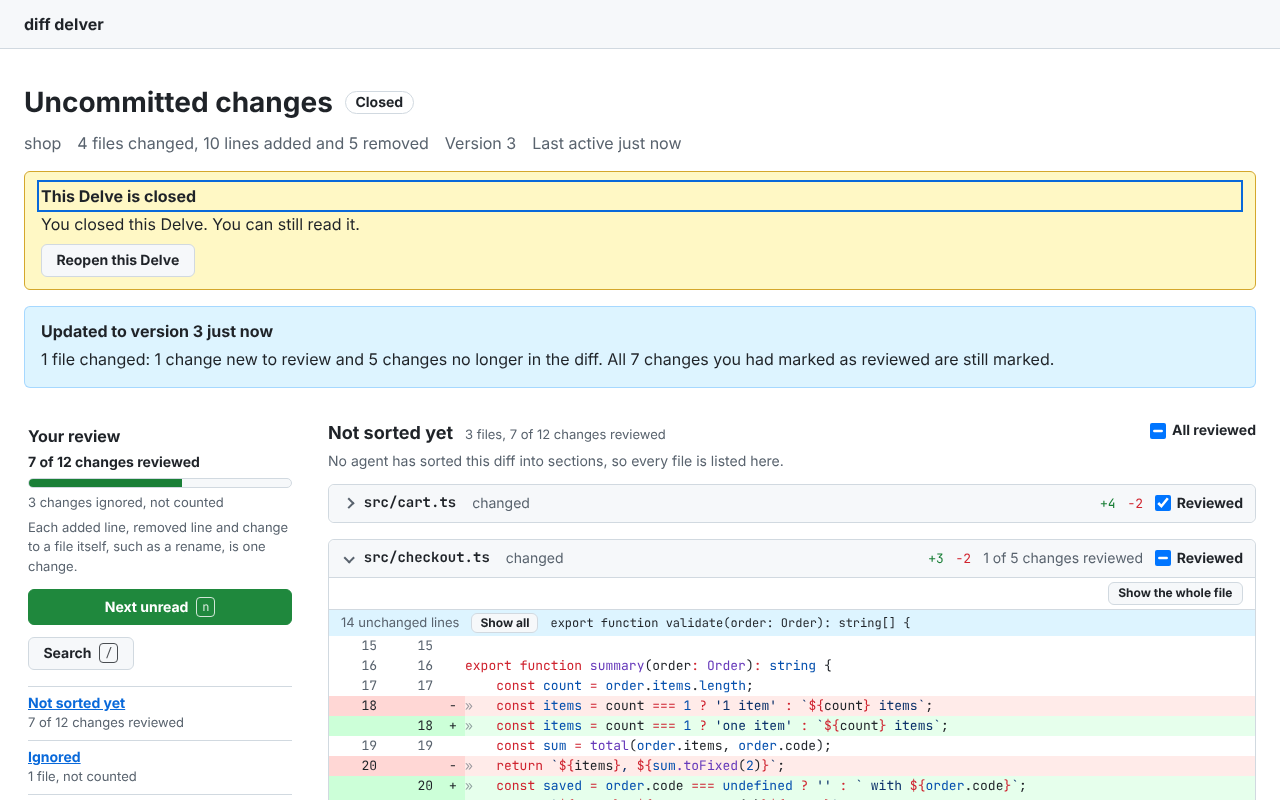 diff delver
Uncommitted changes Closed
shop 4 files changed, 10 lines added and 5 removed Version 3 Last active just now
This Delve is closed
You closed this Delve. You can still read it.
Reopen this Delve
Updated to version 3 just now
1 file changed: 1 change new to review and 5 changes no longer in the diff. All 7 changes you had marked as reviewed are still marked.
Your review
7 of 12 changes reviewed
3 changes ignored, not counted
Each added line, removed line and change
to a file itself, such as a rename, is one
change.
Next unread n
Search /
Not sorted yet
7 of 12 changes reviewed
Ignored
1 file, not counted
Not sorted yet 3 files, 7 of 12 changes reviewed All reviewed
No agent has sorted this diff into sections, so every file is listed here.
src/cart.ts changed +4 -2 Reviewed
src/checkout.ts changed +3 -2 1 of 5 changes reviewed Reviewed
Show the whole file
14 unchanged lines Show all export function validate(order: Order): string[] {
15 15
16 16 export function summary(order: Order): string {
17 17 const count = order.items.length;
18 - » const items = count === 1 ? '1 item' : `${count} items`;
18 + » const items = count === 1 ? 'one item' : `${count} items`;
19 19 const sum = total(order.items, order.code);
20 - » return `${items}, ${sum.toFixed(2)}`;
20 + » const saved = order.code === undefined ? '' : ` with ${order.code}`;